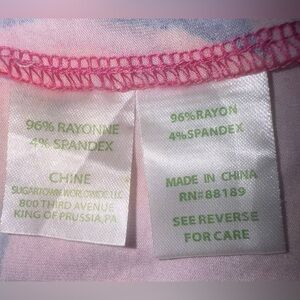 96% RAYONNE
4% SPANDEX
CHINE
SUGARTOWN WORLDWIDE LLC
800 THIRD AVENUE
KING OF PRUSSIA, PA
96% RAYON
4% SPANDEX
MADE IN CHINA
RN# 88189
SEE REVERSE
FOR CARE